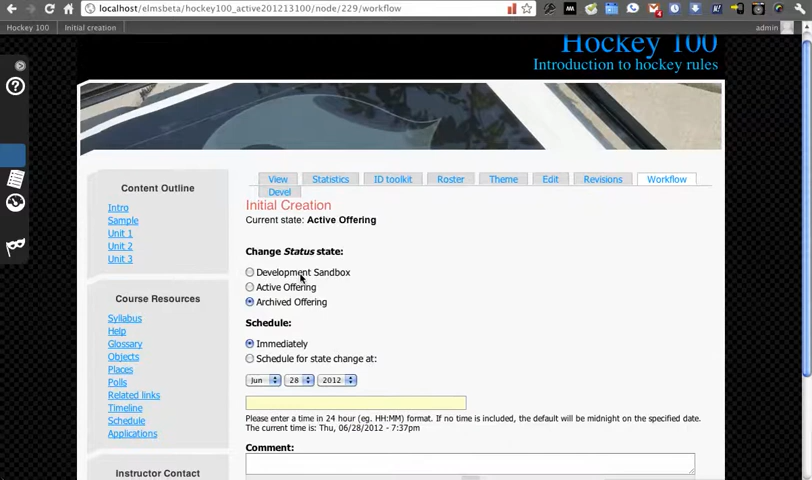 localhost/elmsbeta/hockey100_active201213100/node/229/workflow
Hockey 100
Initial creation
admin
Hockey 100
Introduction to hockey rules
View
Statistics
ID toolkit
Roster
Theme
Edit
Revisions
Workflow
Devel
Content Outline
Intro
Sample
Unit 1
Unit 2
Unit 3
Course Resources
Syllabus
Help
Glossary
Objects
Places
Polls
Related links
Timeline
Schedule
Applications
Instructor Contact
Initial Creation
Current state: Active Offering
Change Status state:
Development Sandbox
Active Offering
Archived Offering
Schedule:
Immediately
Schedule for state change at:
Jun 28 2012
Please enter a time in 24 hour (eg. HH:MM) format. If no time is included, the default will be midnight on the specified date.
The current time is: Thu, 06/28/2012 - 7:37pm
Comment: